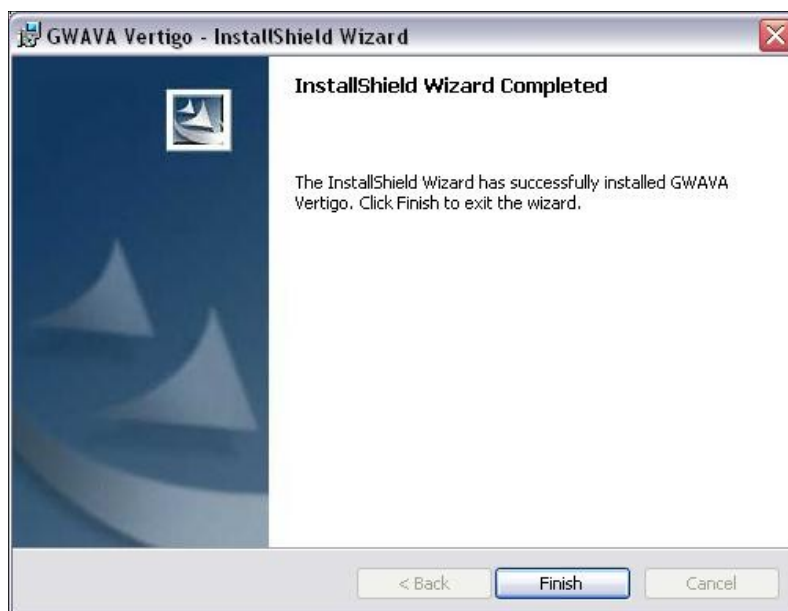 GWAVA Vertigo - InstallShield Wizard
InstallShield Wizard Completed
The InstallShield Wizard has successfully installed GWAVA
Vertigo. Click Finish to exit the wizard.
< Back
Finish
Cancel